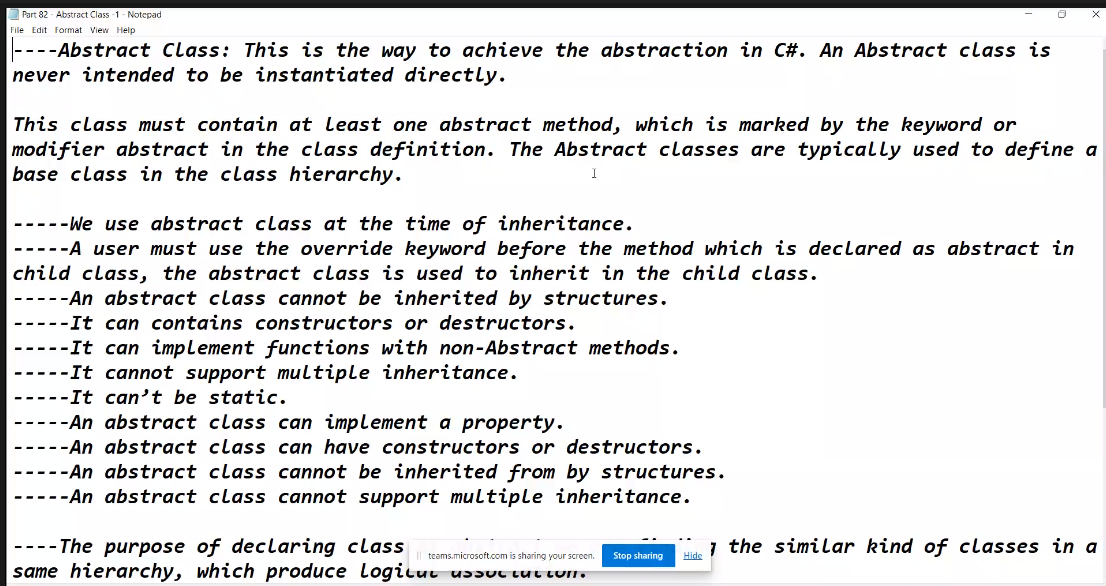 Part 82 - Abstract Class -1 - Notepad
File Edit Format View Help
----Abstract Class: This is the way to achieve the abstraction in C#. An Abstract class is
never intended to be instantiated directly.
This class must contain at least one abstract method, which is marked by the keyword or
modifier abstract in the class definition. The Abstract classes are typically used to define a
base class in the class hierarchy.
-----We use abstract class at the time of inheritance.
-----A user must use the override keyword before the method which is declared as abstract in
child class, the abstract class is used to inherit in the child class.
-----An abstract class cannot be inherited by structures.
-----It can contains constructors or destructors.
-----It can implement functions with non-Abstract methods.
-----It cannot support multiple inheritance.
-----It can’t be static.
-----An abstract class can implement a property.
-----An abstract class can have constructors or destructors.
-----An abstract class cannot be inherited from by structures.
-----An abstract class cannot support multiple inheritance.
----The purpose of declaring class the similar kind of classes in a
same hierarchy, which produce logical association.
teams.microsoft.com is sharing your screen. Stop sharing Hide